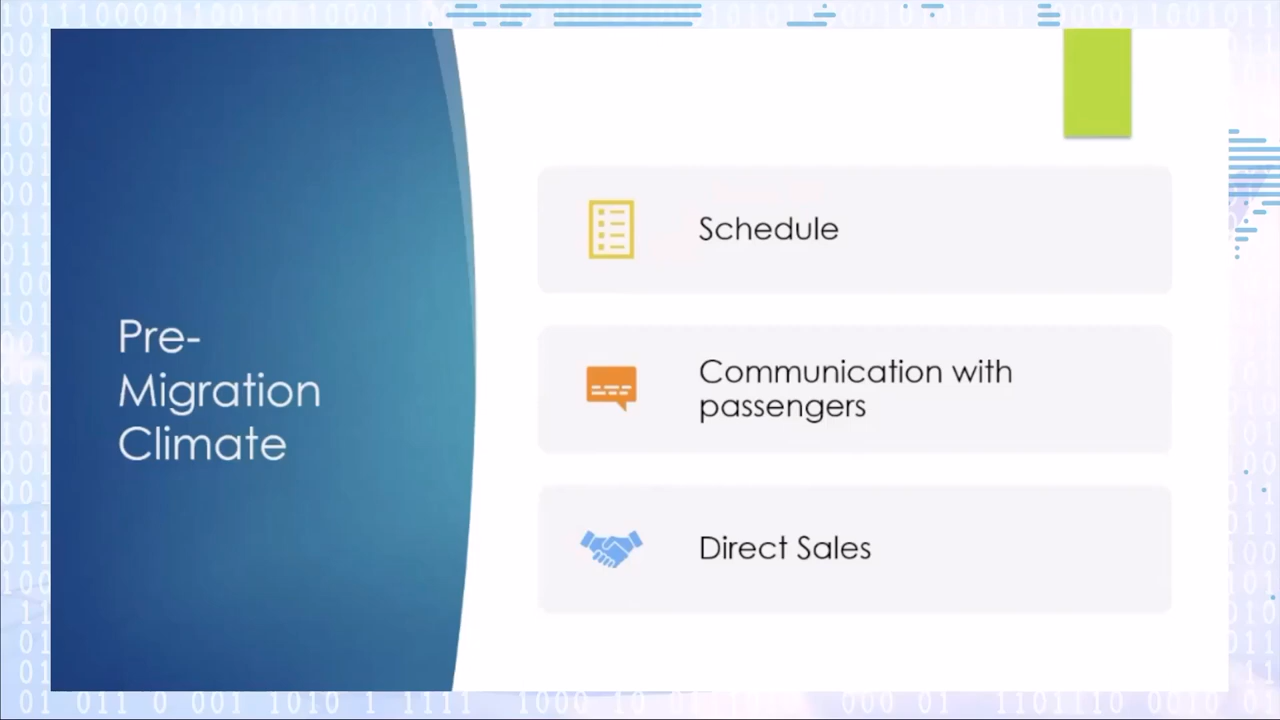 Pre-
Migration
Climate
Schedule
Communication with
passengers
Direct Sales